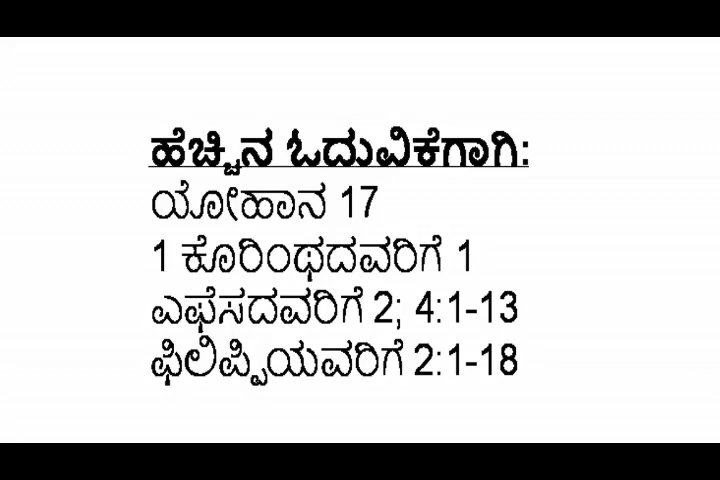 ಹೆಚ್ಚಿನ ಓದುವಿಕೆಗಾಗಿ:
ಯೋಹಾನ 17
1 ಕೊರಿಂಥದವರಿಗೆ 1
ಎಫೆಸದವರಿಗೆ 2; 4:1-13
ಫಿಲಿಪ್ಪಿಯವರಿಗೆ 2:1-18